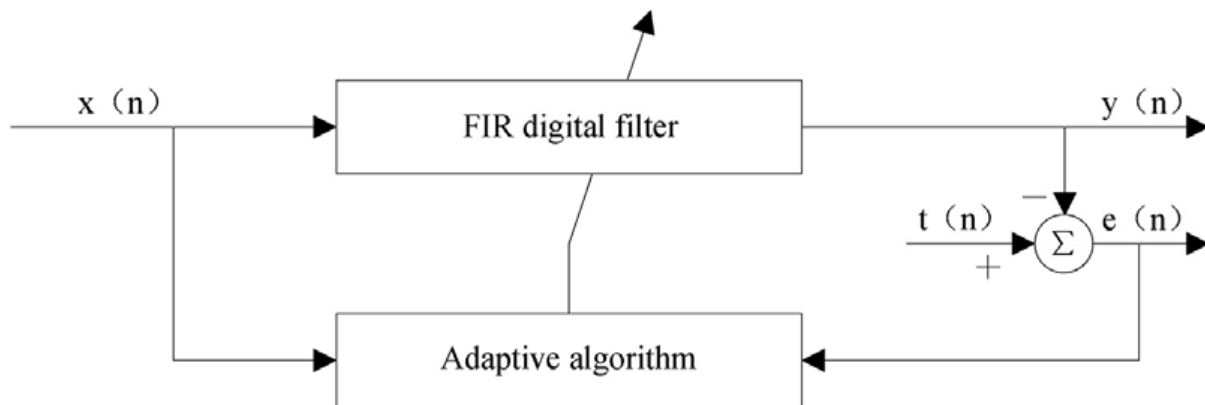 x（n）
FIR digital filter
y（n）
−
t（n）
+
Σ
e（n）
Adaptive algorithm